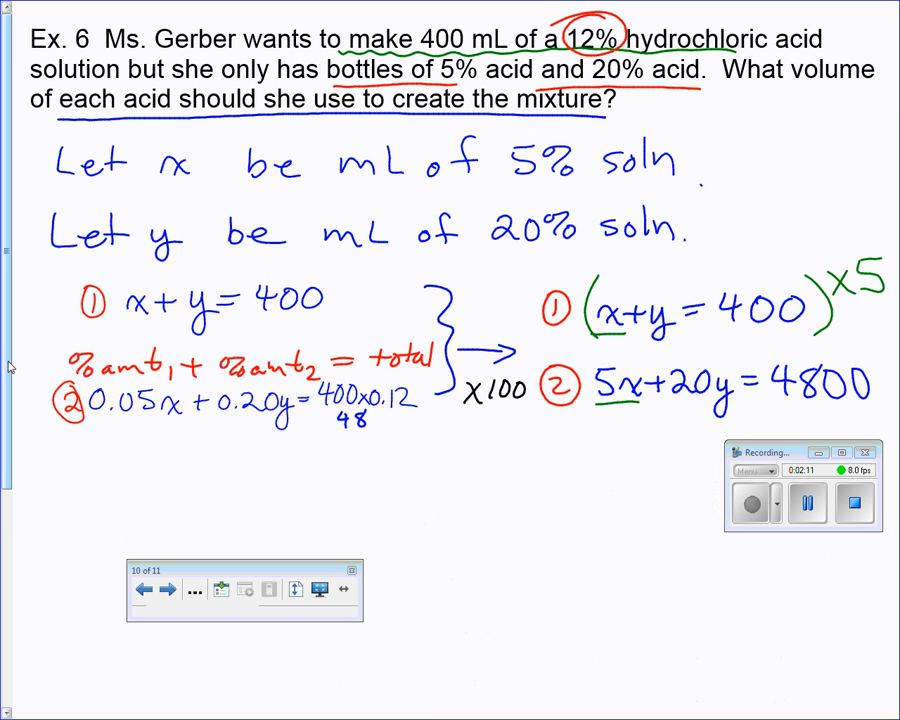 Ex. 6 Ms. Gerber wants to make 400 mL of a 12% hydrochloric acid
solution but she only has bottles of 5% acid and 20% acid. What volume
of each acid should she use to create the mixture?
Let x be mL of 5% soln.
Let y be mL of 20% soln.
① x + y = 400
%amt₁ + %amt₂ = total
② 0.05x + 0.20y = 400x0.12
48
x100
① (x+y = 400) x5
② 5x+20y = 4800
Recording...
Menu
0:02:11
8.0 fps
10 of 11
...